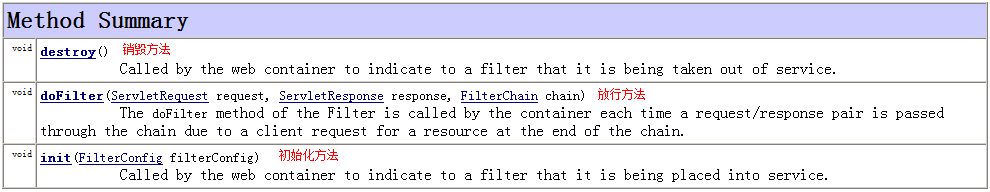 Method Summary
void destroy() 销毁方法
Called by the web container to indicate to a filter that it is being taken out of service.
void doFilter(ServletRequest request, ServletResponse response, FilterChain chain) 放行方法
The doFilter method of the Filter is called by the container each time a request/response pair is passed
through the chain due to a client request for a resource at the end of the chain.
void init(FilterConfig filterConfig) 初始化方法
Called by the web container to indicate to a filter that it is being placed into service.